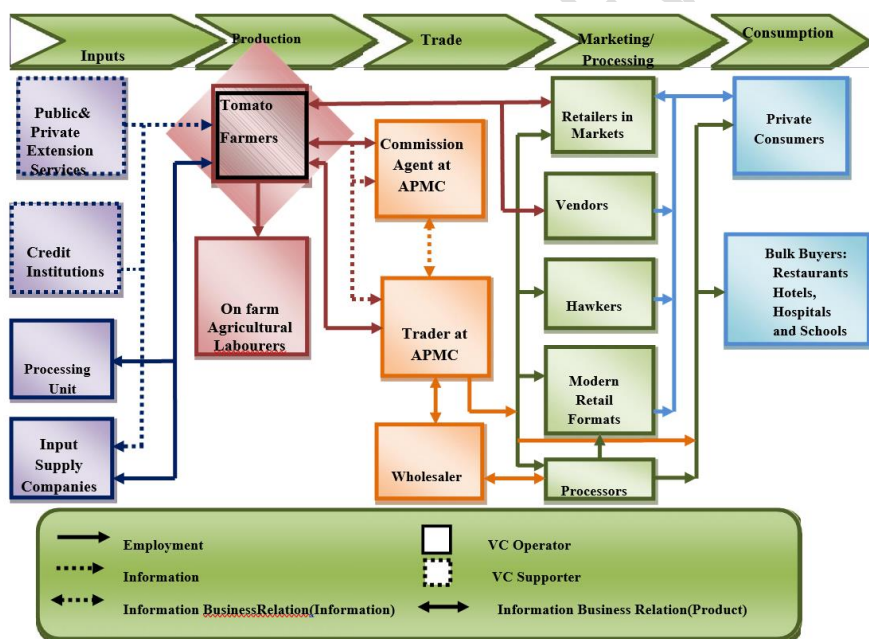 Inputs
Production
Trade
Marketing/
Processing
Consumption
Public&
Private
Extension
Services
Credit
Institutions
Processing
Unit
Input
Supply
Companies
Tomato
Farmers
On farm
Agricultural
Labourers
Commission
Agent at
APMC
Trader at
APMC
Wholesaler
Retailers in
Markets
Vendors
Hawkers
Modern
Retail
Formats
Processors
Private
Consumers
Bulk Buyers:
Restaurants
Hotels,
Hospitals
and Schools
Employment
VC Operator
Information
VC Supporter
Information BusinessRelation(Information)
Information Business Relation(Product)